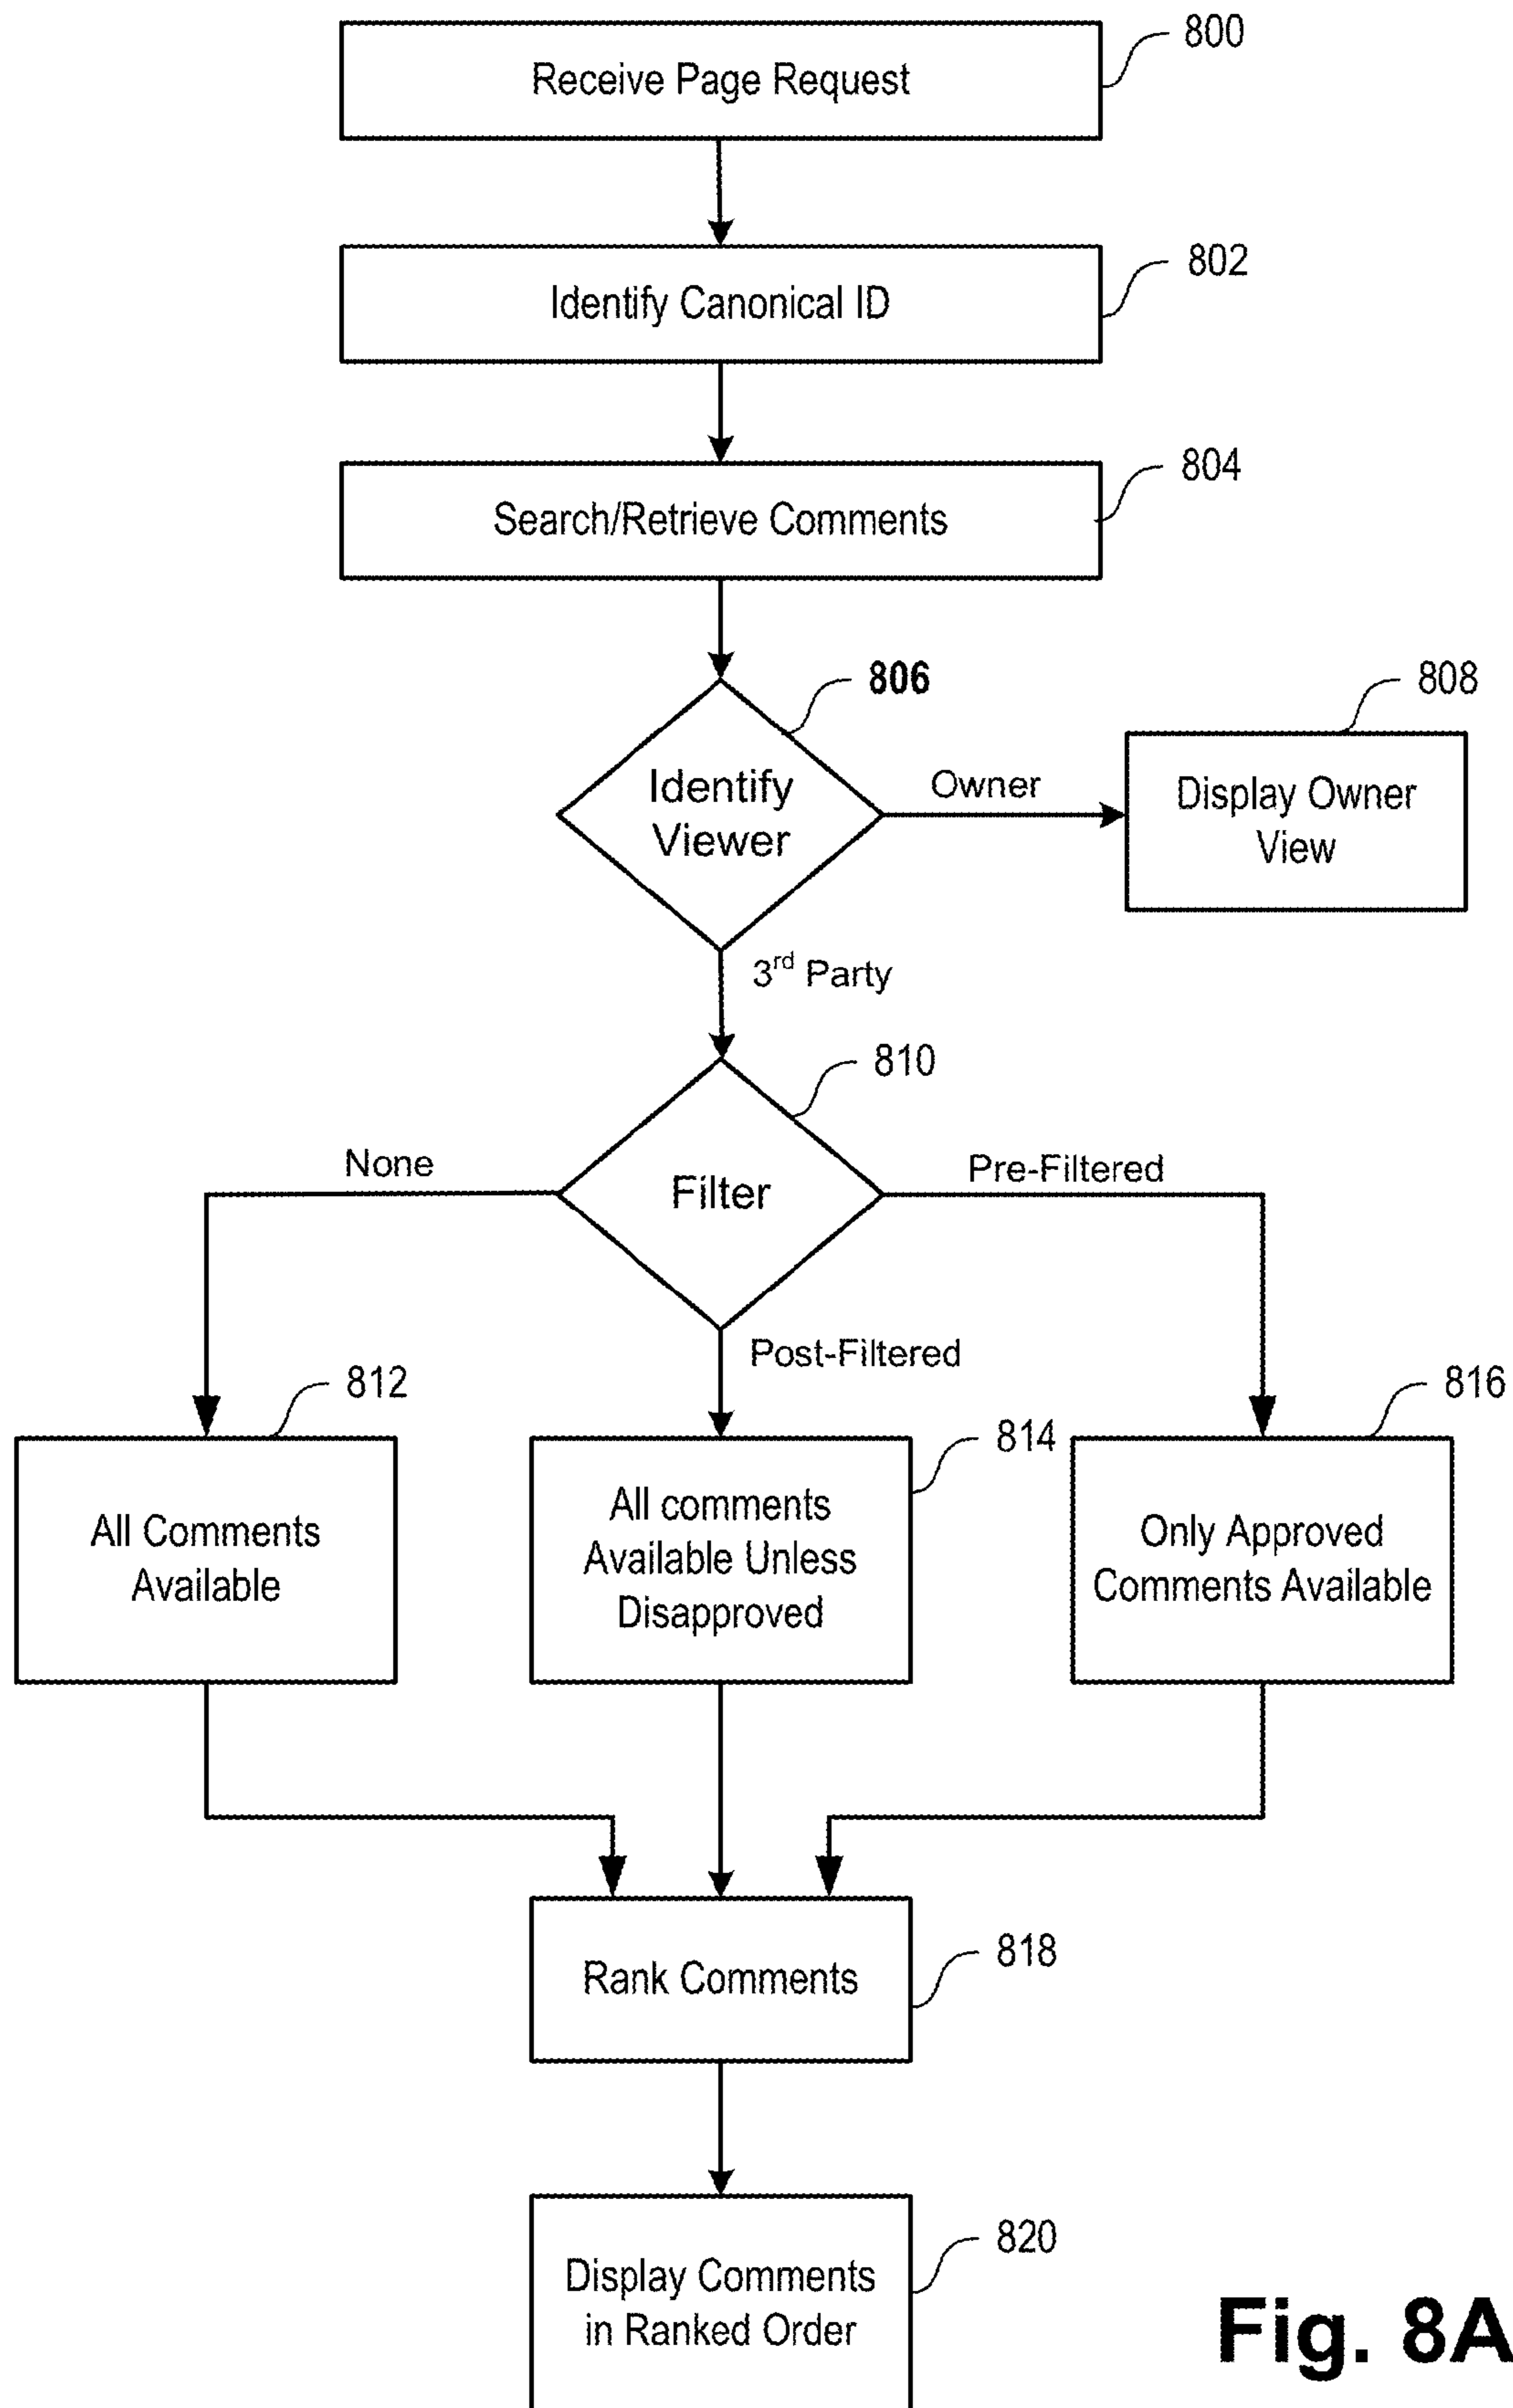 800
Receive Page Request
802
Identify Canonical ID
804
Search/Retrieve Comments
806
808
Identify
Viewer
Owner
Display Owner
View
3rd Party
810
None
Filter
Pre-Filtered
Post-Filtered
812
814
816
All Comments
Available
All comments
Available Unless
Disapproved
Only Approved
Comments Available
818
Rank Comments
820
Display Comments
in Ranked Order
Fig. 8A